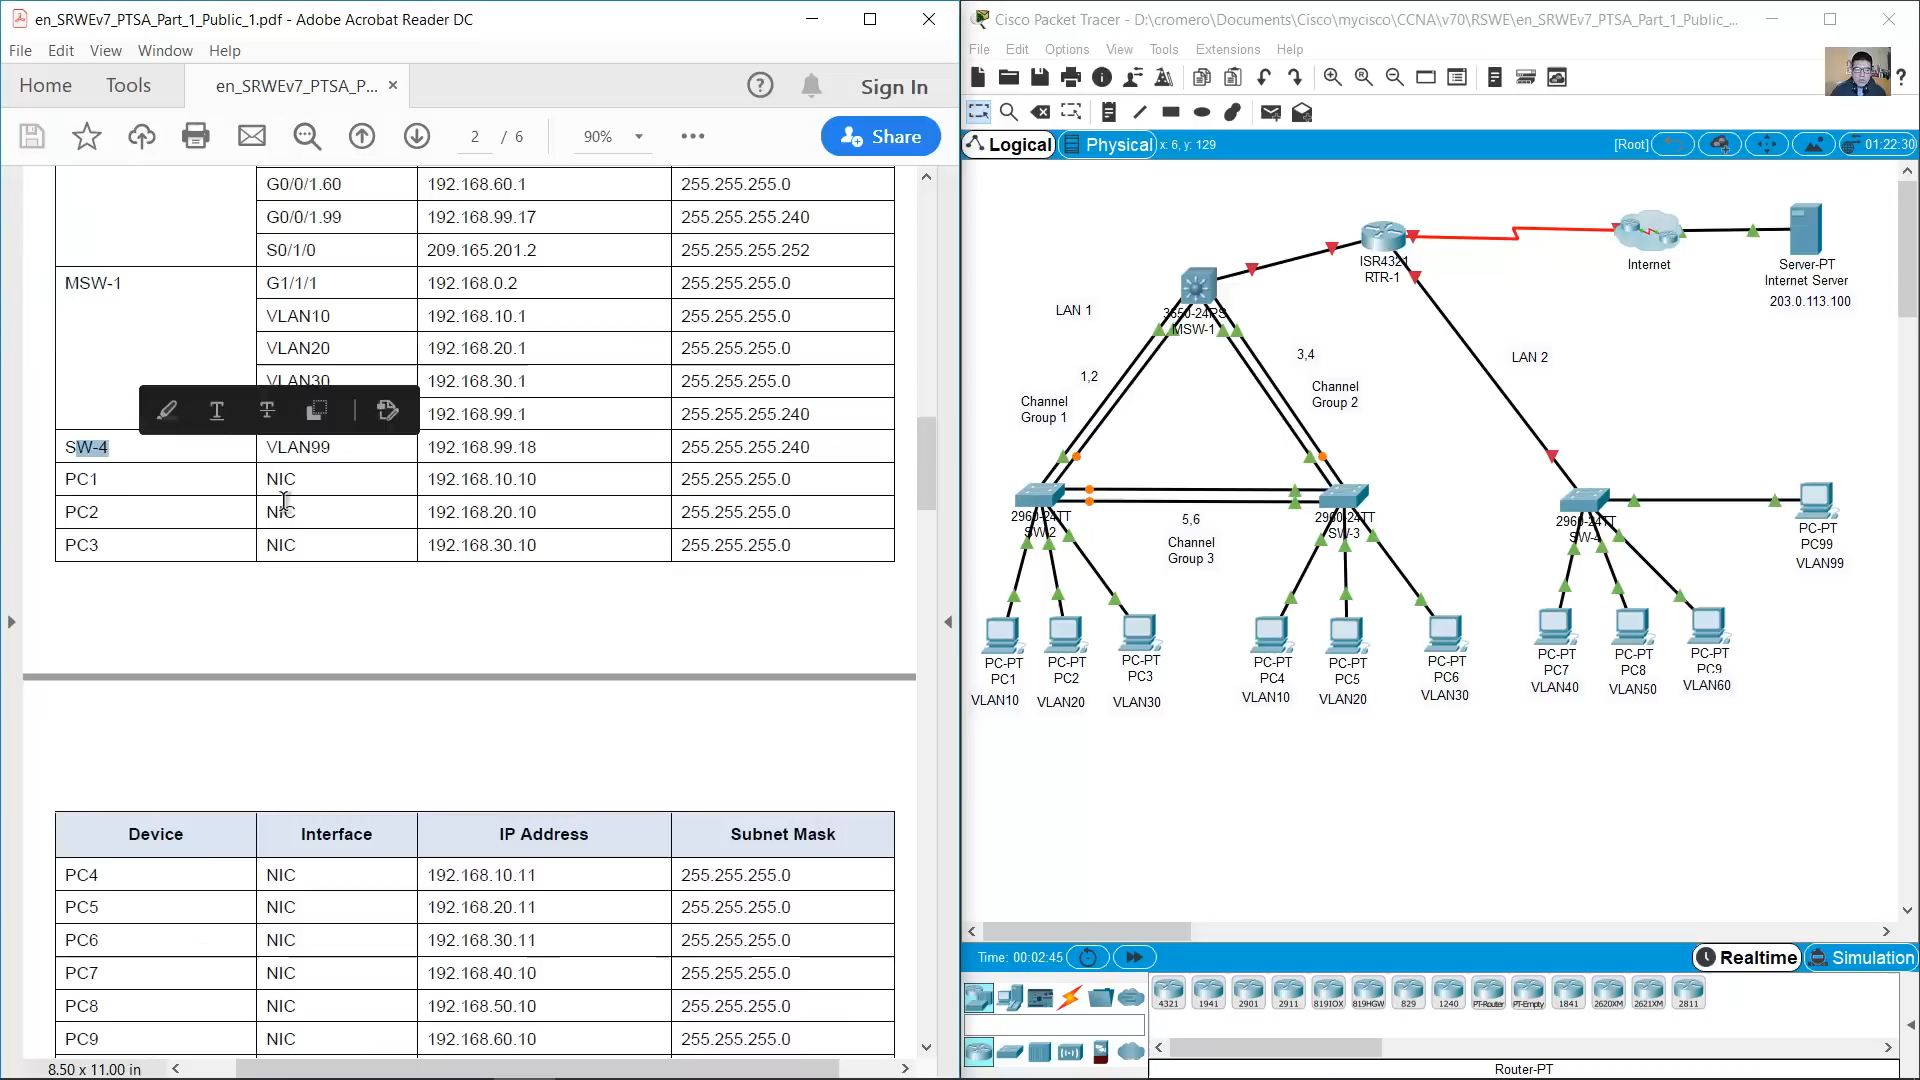 en_SRWEv7_PTSA_Part_1_Public_1.pdf - Adobe Acrobat Reader DC
File Edit View Window Help
Home Tools en_SRWEv7_PTSA_P... × Sign In
2 / 6 90% Share
G0/0/1.60 192.168.60.1 255.255.255.0
G0/0/1.99 192.168.99.17 255.255.255.240
S0/1/0 209.165.201.2 255.255.255.252
MSW-1 G1/1/1 192.168.0.2 255.255.255.0
VLAN10 192.168.10.1 255.255.255.0
VLAN20 192.168.20.1 255.255.255.0
VLAN30 192.168.30.1 255.255.255.0
192.168.99.1 255.255.255.240
SW-4 VLAN99 192.168.99.18 255.255.255.240
PC1 NIC 192.168.10.10 255.255.255.0
PC2 NIC 192.168.20.10 255.255.255.0
PC3 NIC 192.168.30.10 255.255.255.0
Device Interface IP Address Subnet Mask
PC4 NIC 192.168.10.11 255.255.255.0
PC5 NIC 192.168.20.11 255.255.255.0
PC6 NIC 192.168.30.11 255.255.255.0
PC7 NIC 192.168.40.10 255.255.255.0
PC8 NIC 192.168.50.10 255.255.255.0
PC9 NIC 192.168.60.10 255.255.255.0
8.50 x 11.00 in
Cisco Packet Tracer - D:\cromero\Documents\Cisco\mycisco\CCNA\v70\RSWE\en_SRWEv7_PTSA_Part_1_Public_...
File Edit Options View Tools Extensions Help
Logical Physical x: 6, y: 129 [Root] 01:22:30
ISR4321
RTR-1
Internet
Server-PT
Internet Server
203.0.113.100
LAN 1
3650-24PS
MSW-1
LAN 2
3,4
Channel
Group 2
1,2
Channel
Group 1
2960-24TT
SW-2
5,6
Channel
Group 3
2960-24TT
SW-3
2960-24TT
SW-4
PC-PT
PC99
VLAN99
PC-PT
PC1
VLAN10
PC-PT
PC2
VLAN20
PC-PT
PC3
VLAN30
PC-PT
PC4
VLAN10
PC-PT
PC5
VLAN20
PC-PT
PC6
VLAN30
PC-PT
PC7
VLAN40
PC-PT
PC8
VLAN50
PC-PT
PC9
VLAN60
Time: 00:02:45 Realtime Simulation
4321 1941 2901 2911 819IOX 819HGW 829 1240 PT-Router PT-Empty 1841 2620XM 2621XM 2811
Router-PT